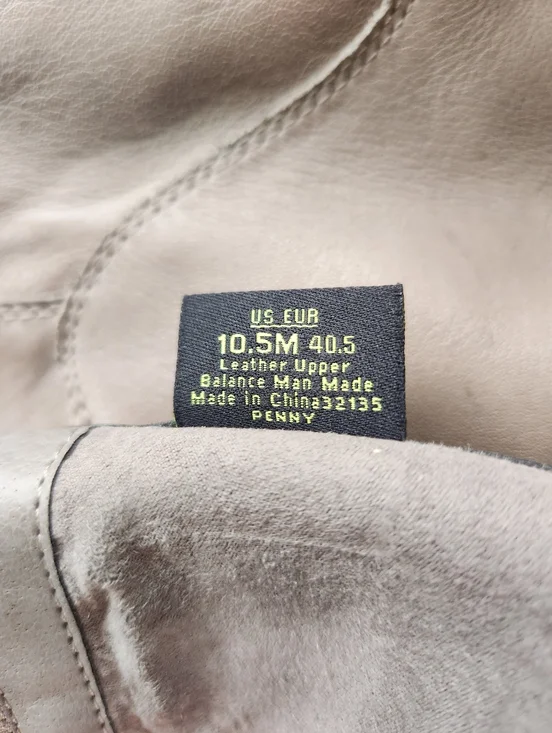 US EUR
10.5M 40.5
Leather Upper
Balance Man Made
Made in China32135
PENNY